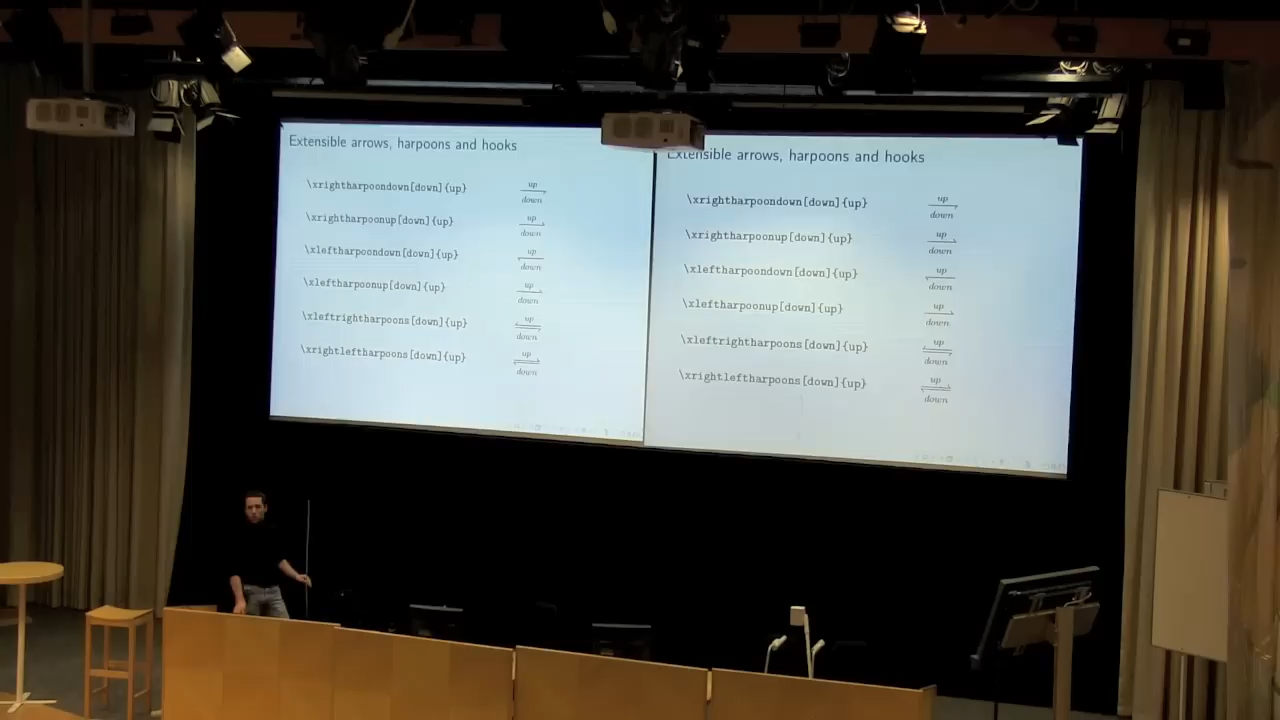 Extensible arrows, harpoons and hooks
\xrightharpoondown[down]{up} up down
\xrightharpoonup[down]{up} up down
\xleftharpoondown[down]{up} up down
\xleftharpoonup[down]{up} up down
\xleftrightharpoons[down]{up} up down
\xrightleftharpoons[down]{up} up down
Extensible arrows, harpoons and hooks
\xrightharpoondown[down]{up} up down
\xrightharpoonup[down]{up} up down
\xleftharpoondown[down]{up} up down
\xleftharpoonup[down]{up} up down
\xleftrightharpoons[down]{up} up down
\xrightleftharpoons[down]{up} up down